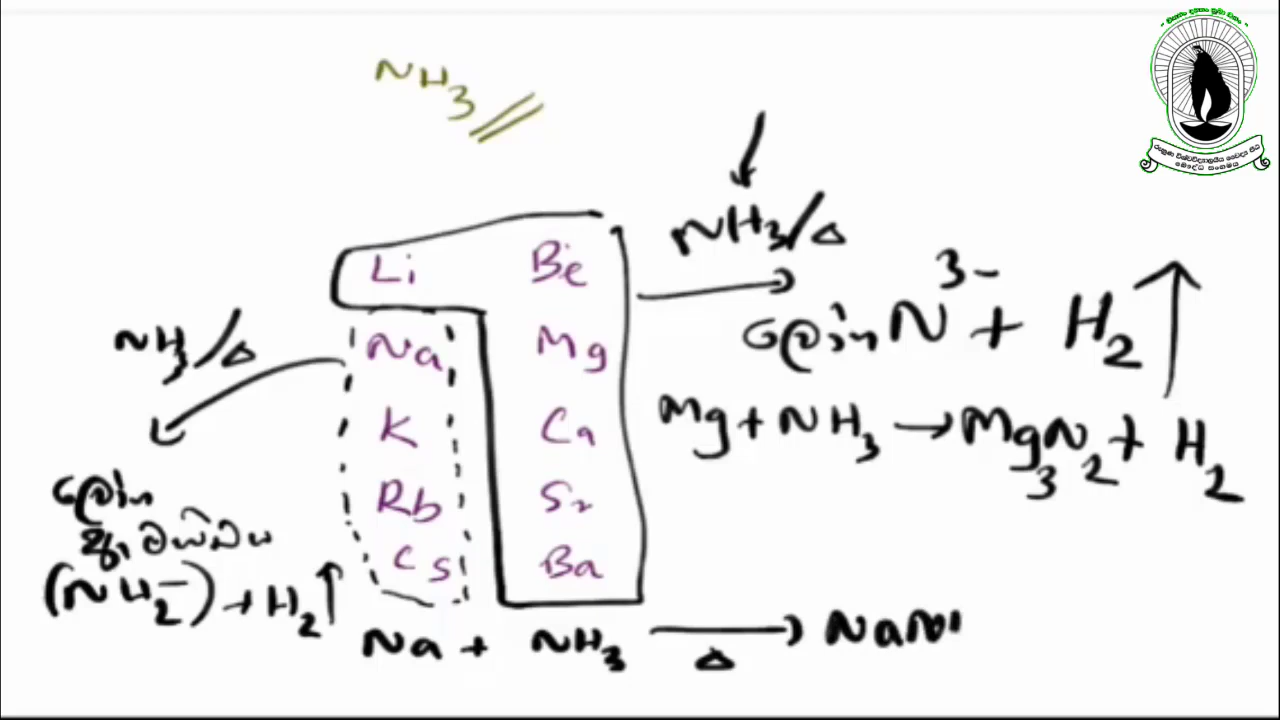 NH3
NH3/Δ
Li Be
ලෝහ N3- + H2 ↑
NH3/Δ
Na Mg
K Ca
Mg + NH3 → Mg3N2 + H2
Rb Sr
ලෝහ
Cs Ba
(NH2-) + H2 ↑
Na + NH3 → NaN
Δ